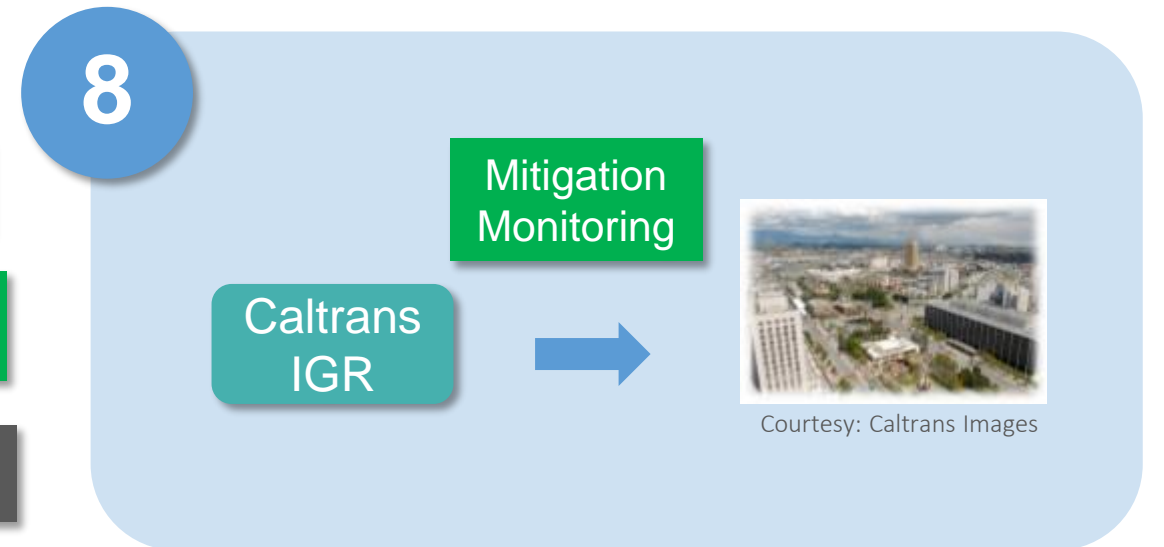 8
Mitigation
Monitoring
Caltrans
IGR
Courtesy: Caltrans Images